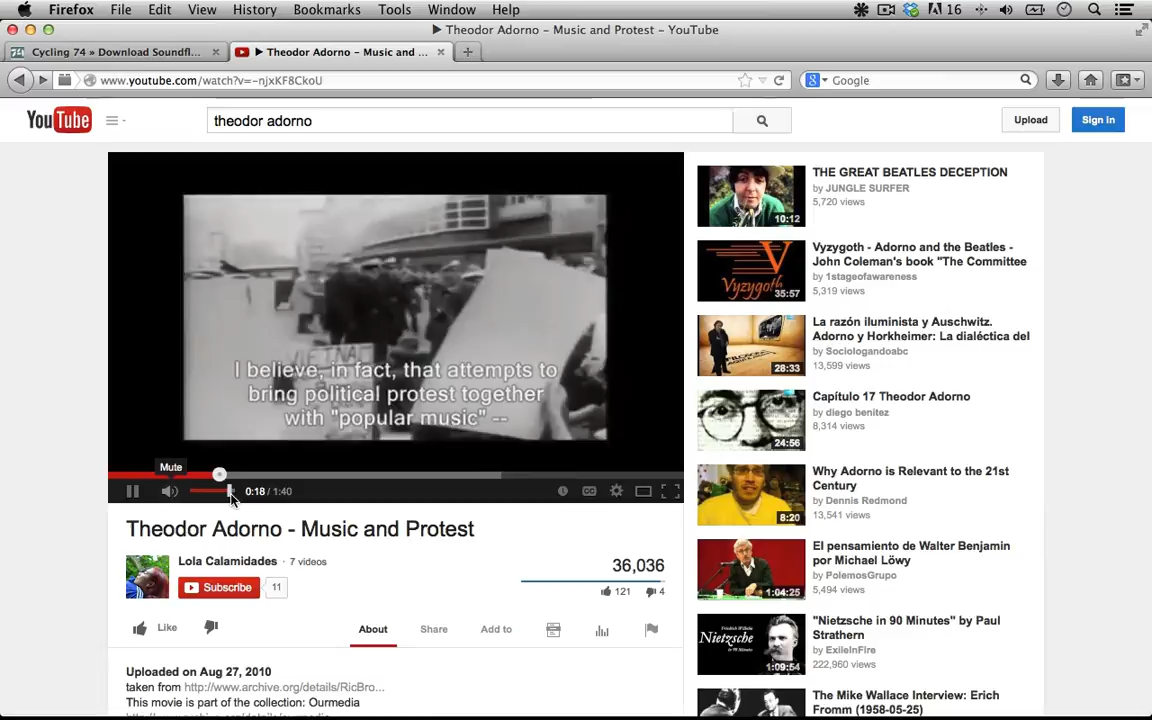 Firefox File Edit View History Bookmarks Tools Window Help 16
Theodor Adorno - Music and Protest - YouTube
Cycling 74 » Download Soundfl... Theodor Adorno - Music and ...
www.youtube.com/watch?v=-njxKF8CkoU Google
YouTube theodor adorno Upload Sign in
I believe, in fact, that attempts to
bring political protest together
with "popular music" --
Mute
0:18 / 1:40
CC
Theodor Adorno - Music and Protest
Lola Calamidades · 7 videos
Subscribe 11
36,036
121 4
Like About Share Add to
Uploaded on Aug 27, 2010
taken from http://www.archive.org/details/RicBro...
This movie is part of the collection: Ourmedia
THE GREAT BEATLES DECEPTION
by JUNGLE SURFER
5,720 views
10:12
Vyzygoth - Adorno and the Beatles -
John Coleman's book "The Committee
by 1stageofawareness
5,319 views
Vyzygoth
35:57
La razón iluminista y Auschwitz.
Adorno y Horkheimer: La dialéctica del
by Sociologandoabc
13,599 views
28:33
Capítulo 17 Theodor Adorno
by diego benitez
8,314 views
24:56
Why Adorno is Relevant to the 21st
Century
by Dennis Redmond
13,541 views
8:20
El pensamiento de Walter Benjamin
por Michael Löwy
by PolemosGrupo
5,494 views
1:04:25
"Nietzsche in 90 Minutes" by Paul
Strathern
by ExileInFire
222,960 views
Nietzsche
1:09:54
The Mike Wallace Interview: Erich
Fromm (1958-05-25)